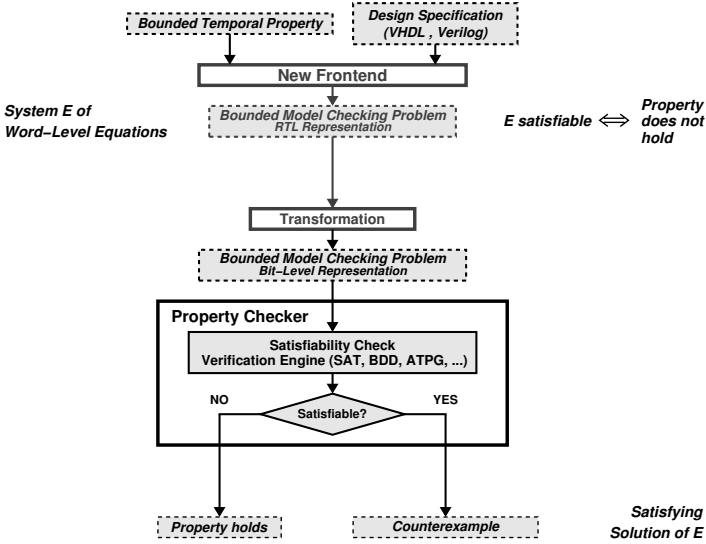 Bounded Temporal Property
Design Specification
(VHDL , Verilog)
New Frontend
System E of
Word–Level Equations
Bounded Model Checking Problem
RTL Representation
E satisfiable ⟺ Property
does not
hold
Transformation
Bounded Model Checking Problem
Bit–Level Representation
Property Checker
Satisfiability Check
Verification Engine (SAT, BDD, ATPG, ...)
NO
YES
Satisfiable?
Property holds
Counterexample
Satisfying
Solution of E